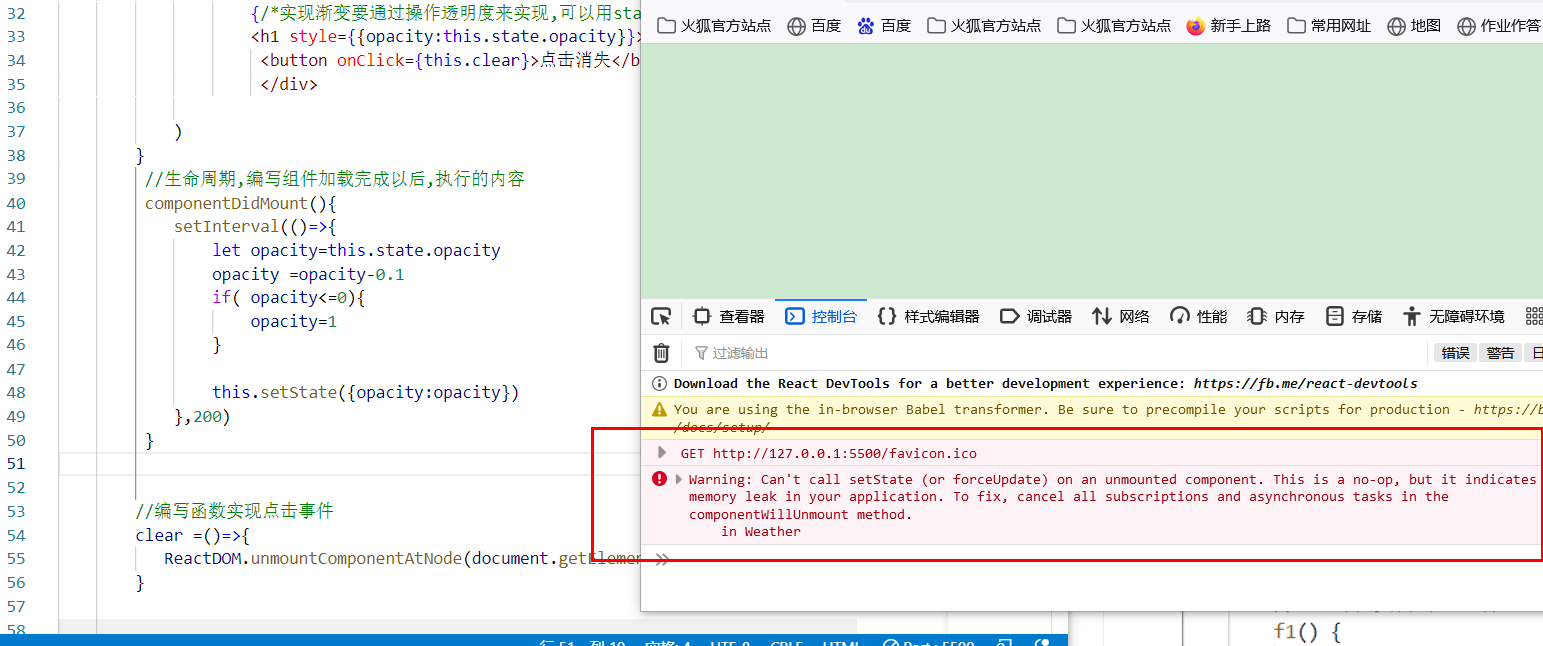 32 {/*实现渐变要通过操作透明度来实现,可以用sta
33 <h1 style={{opacity:this.state.opacity}}>
34 <button onClick={this.clear}>点击消失</b
35 </div>
36
37 )
38 }
39 //生命周期,编写组件加载完成以后,执行的内容
40 componentDidMount(){
41 setInterval(()=>{
42 let opacity=this.state.opacity
43 opacity =opacity-0.1
44 if( opacity<=0){
45 opacity=1
46 }
47
48 this.setState({opacity:opacity})
49 },200)
50 }
51
52
53 //编写函数实现点击事件
54 clear =()=>{
55 ReactDOM.unmountComponentAtNode(document.getElemen
56 }
57
58
行 51, 列 10 空格: 4 UTF-8 CRLF HTML Port : 5500
火狐官方站点 百度 百度 火狐官方站点 火狐官方站点 新手上路 常用网址 地图 作业作答
查看器 控制台 样式编辑器 调试器 网络 性能 内存 存储 无障碍环境
过滤输出 错误 警告
Download the React DevTools for a better development experience: https://fb.me/react-devtools
You are using the in-browser Babel transformer. Be sure to precompile your scripts for production - https://b
/docs/setup/
GET http://127.0.0.1:5500/favicon.ico
Warning: Can't call setState (or forceUpdate) on an unmounted component. This is a no-op, but it indicates
memory leak in your application. To fix, cancel all subscriptions and asynchronous tasks in the
componentWillUnmount method.
in Weather
f1() {